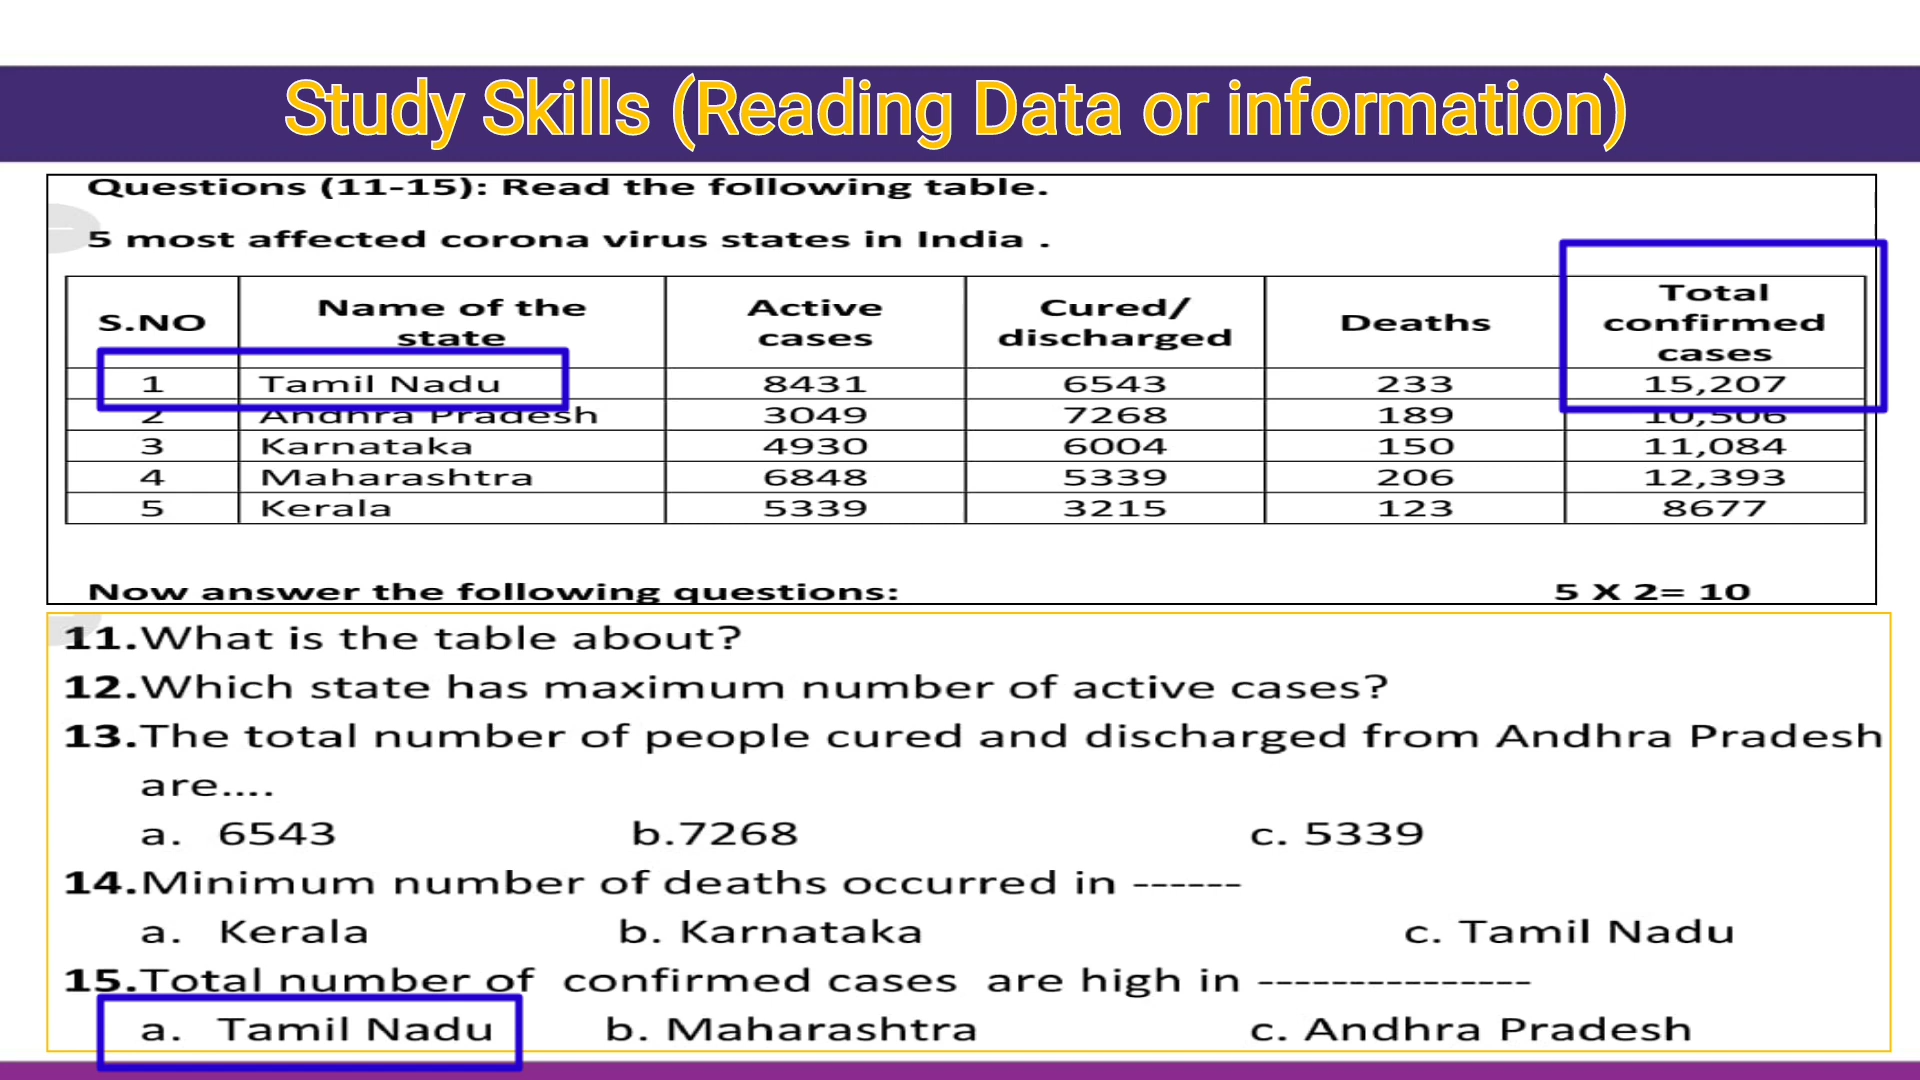 Study Skills (Reading Data or information)
Questions (11-15): Read the following table.
5 most affected corona virus states in India .
S.NO Name of the state Active cases Cured/ discharged Deaths Total confirmed cases
1 Tamil Nadu 8431 6543 233 15,207
2 Andhra Pradesh 3049 7268 189 10,506
3 Karnataka 4930 6004 150 11,084
4 Maharashtra 6848 5339 206 12,393
5 Kerala 5339 3215 123 8677
Now answer the following questions: 5 X 2= 10
11.What is the table about?
12.Which state has maximum number of active cases?
13.The total number of people cured and discharged from Andhra Pradesh
are....
a. 6543 b.7268 c. 5339
14.Minimum number of deaths occurred in ------
a. Kerala b. Karnataka c. Tamil Nadu
15.Total number of confirmed cases are high in ---------------
a. Tamil Nadu b. Maharashtra c. Andhra Pradesh